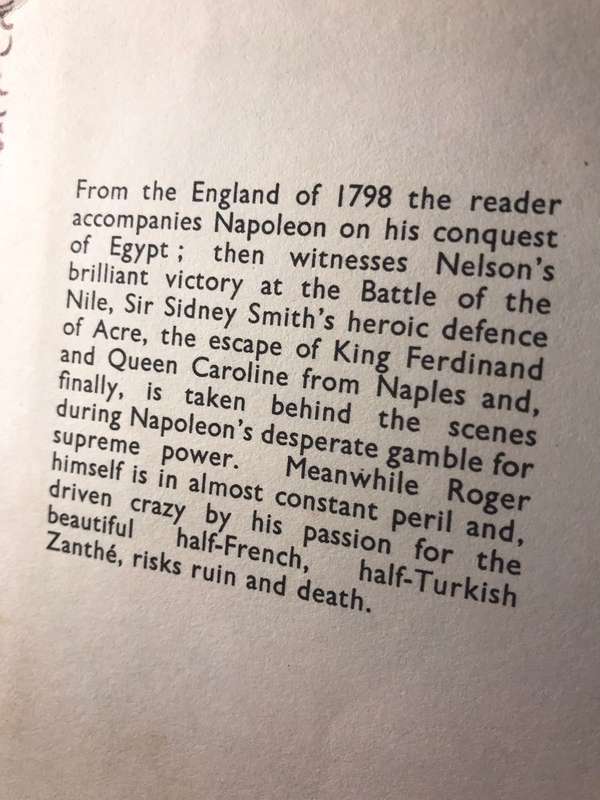 From the England of 1798 the reader
accompanies Napoleon on his conquest
of Egypt ; then witnesses Nelson's
brilliant victory at the Battle of the
Nile, Sir Sidney Smith's heroic defence
of Acre, the escape of King Ferdinand
and Queen Caroline from Naples and,
finally, is taken behind the scenes
during Napoleon's desperate gamble for
supreme power. Meanwhile Roger
himself is in almost constant peril and,
driven crazy by his passion for the
beautiful half-French, half-Turkish
Zanthé, risks ruin and death.